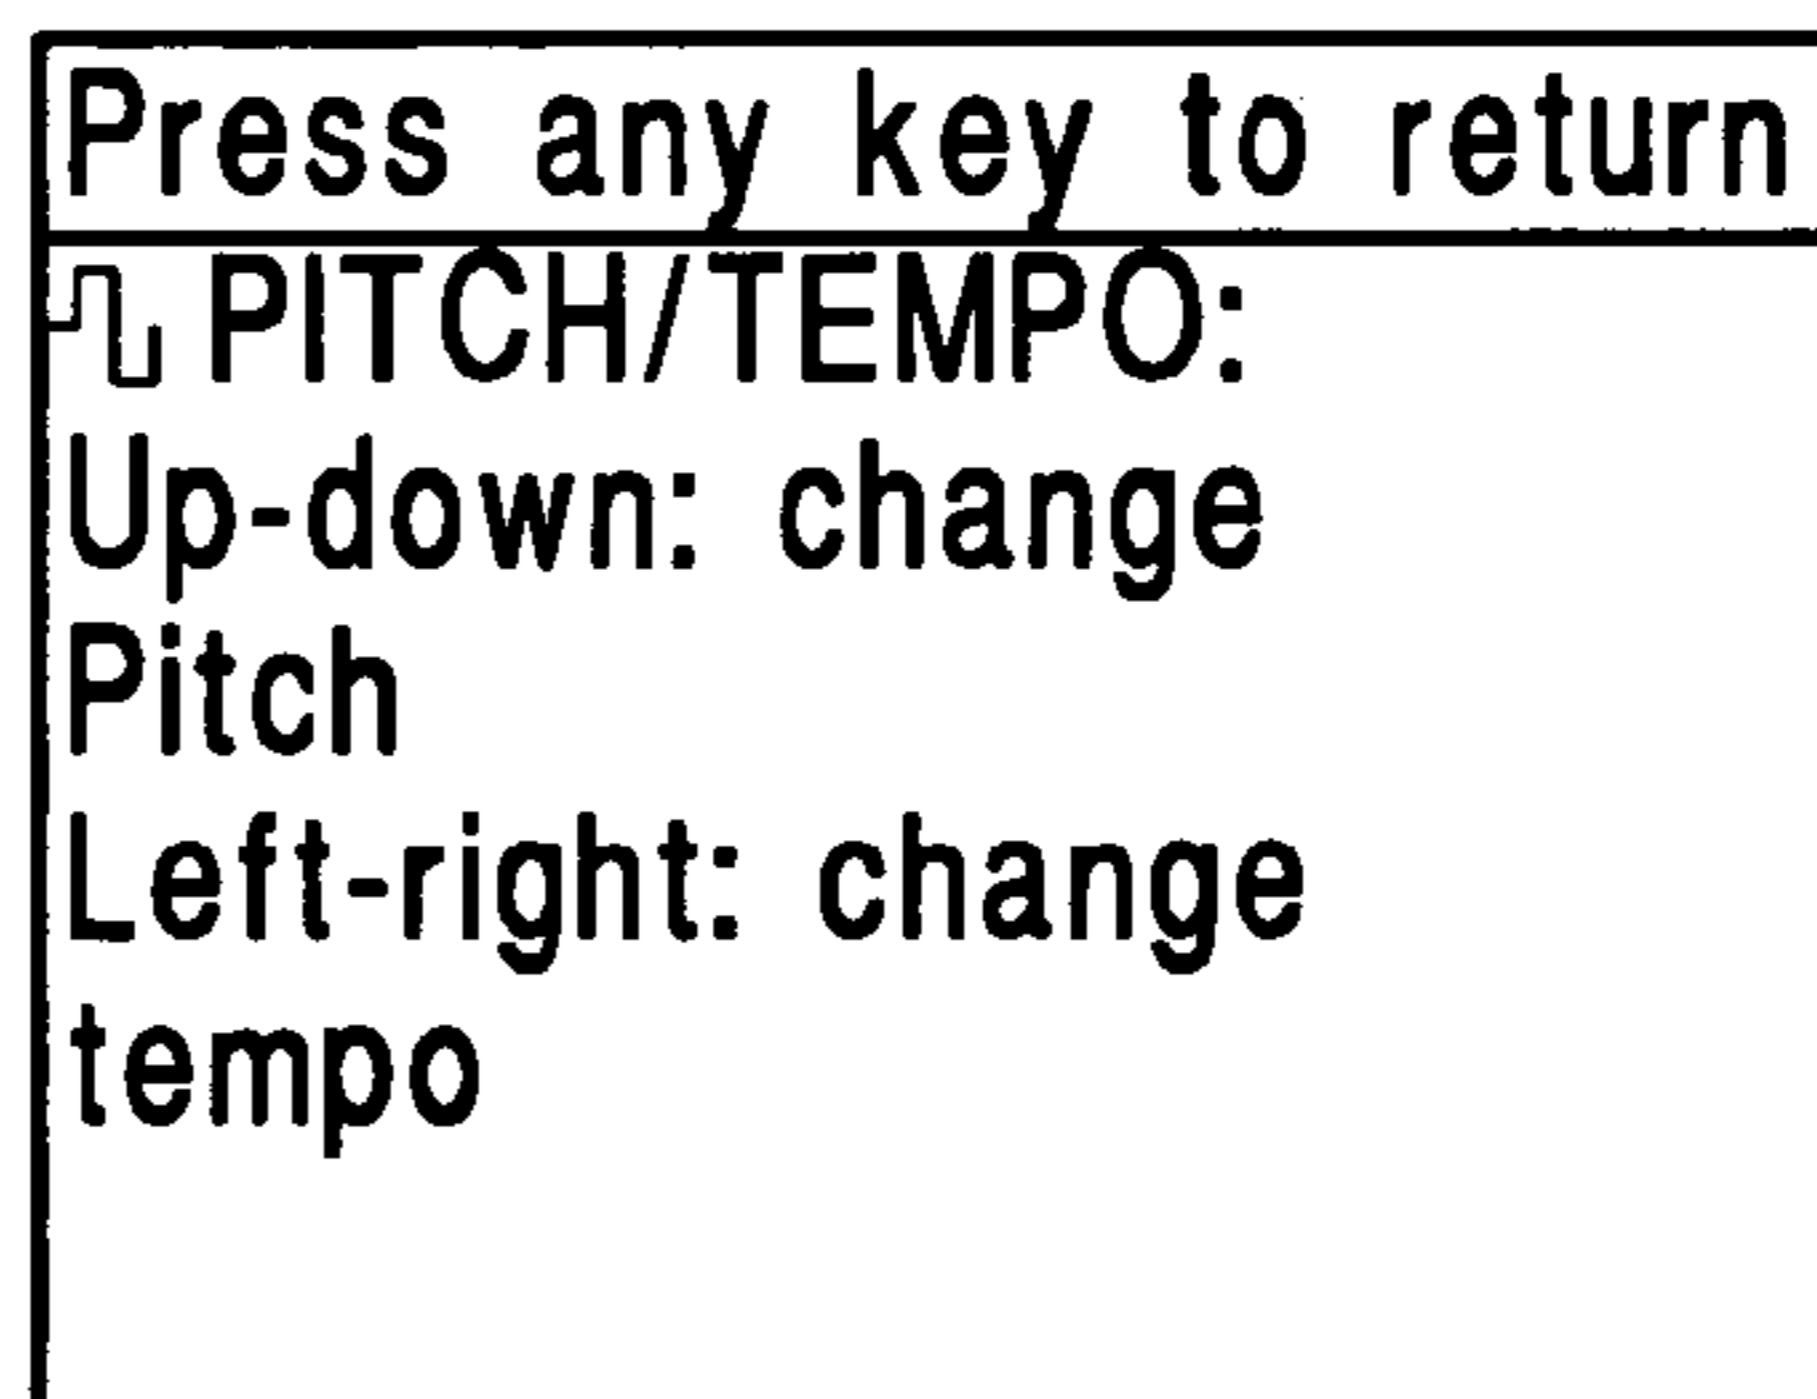 Press any key to return
PITCH/TEMPO:
Up-down: change
Pitch
Left-right: change
tempo